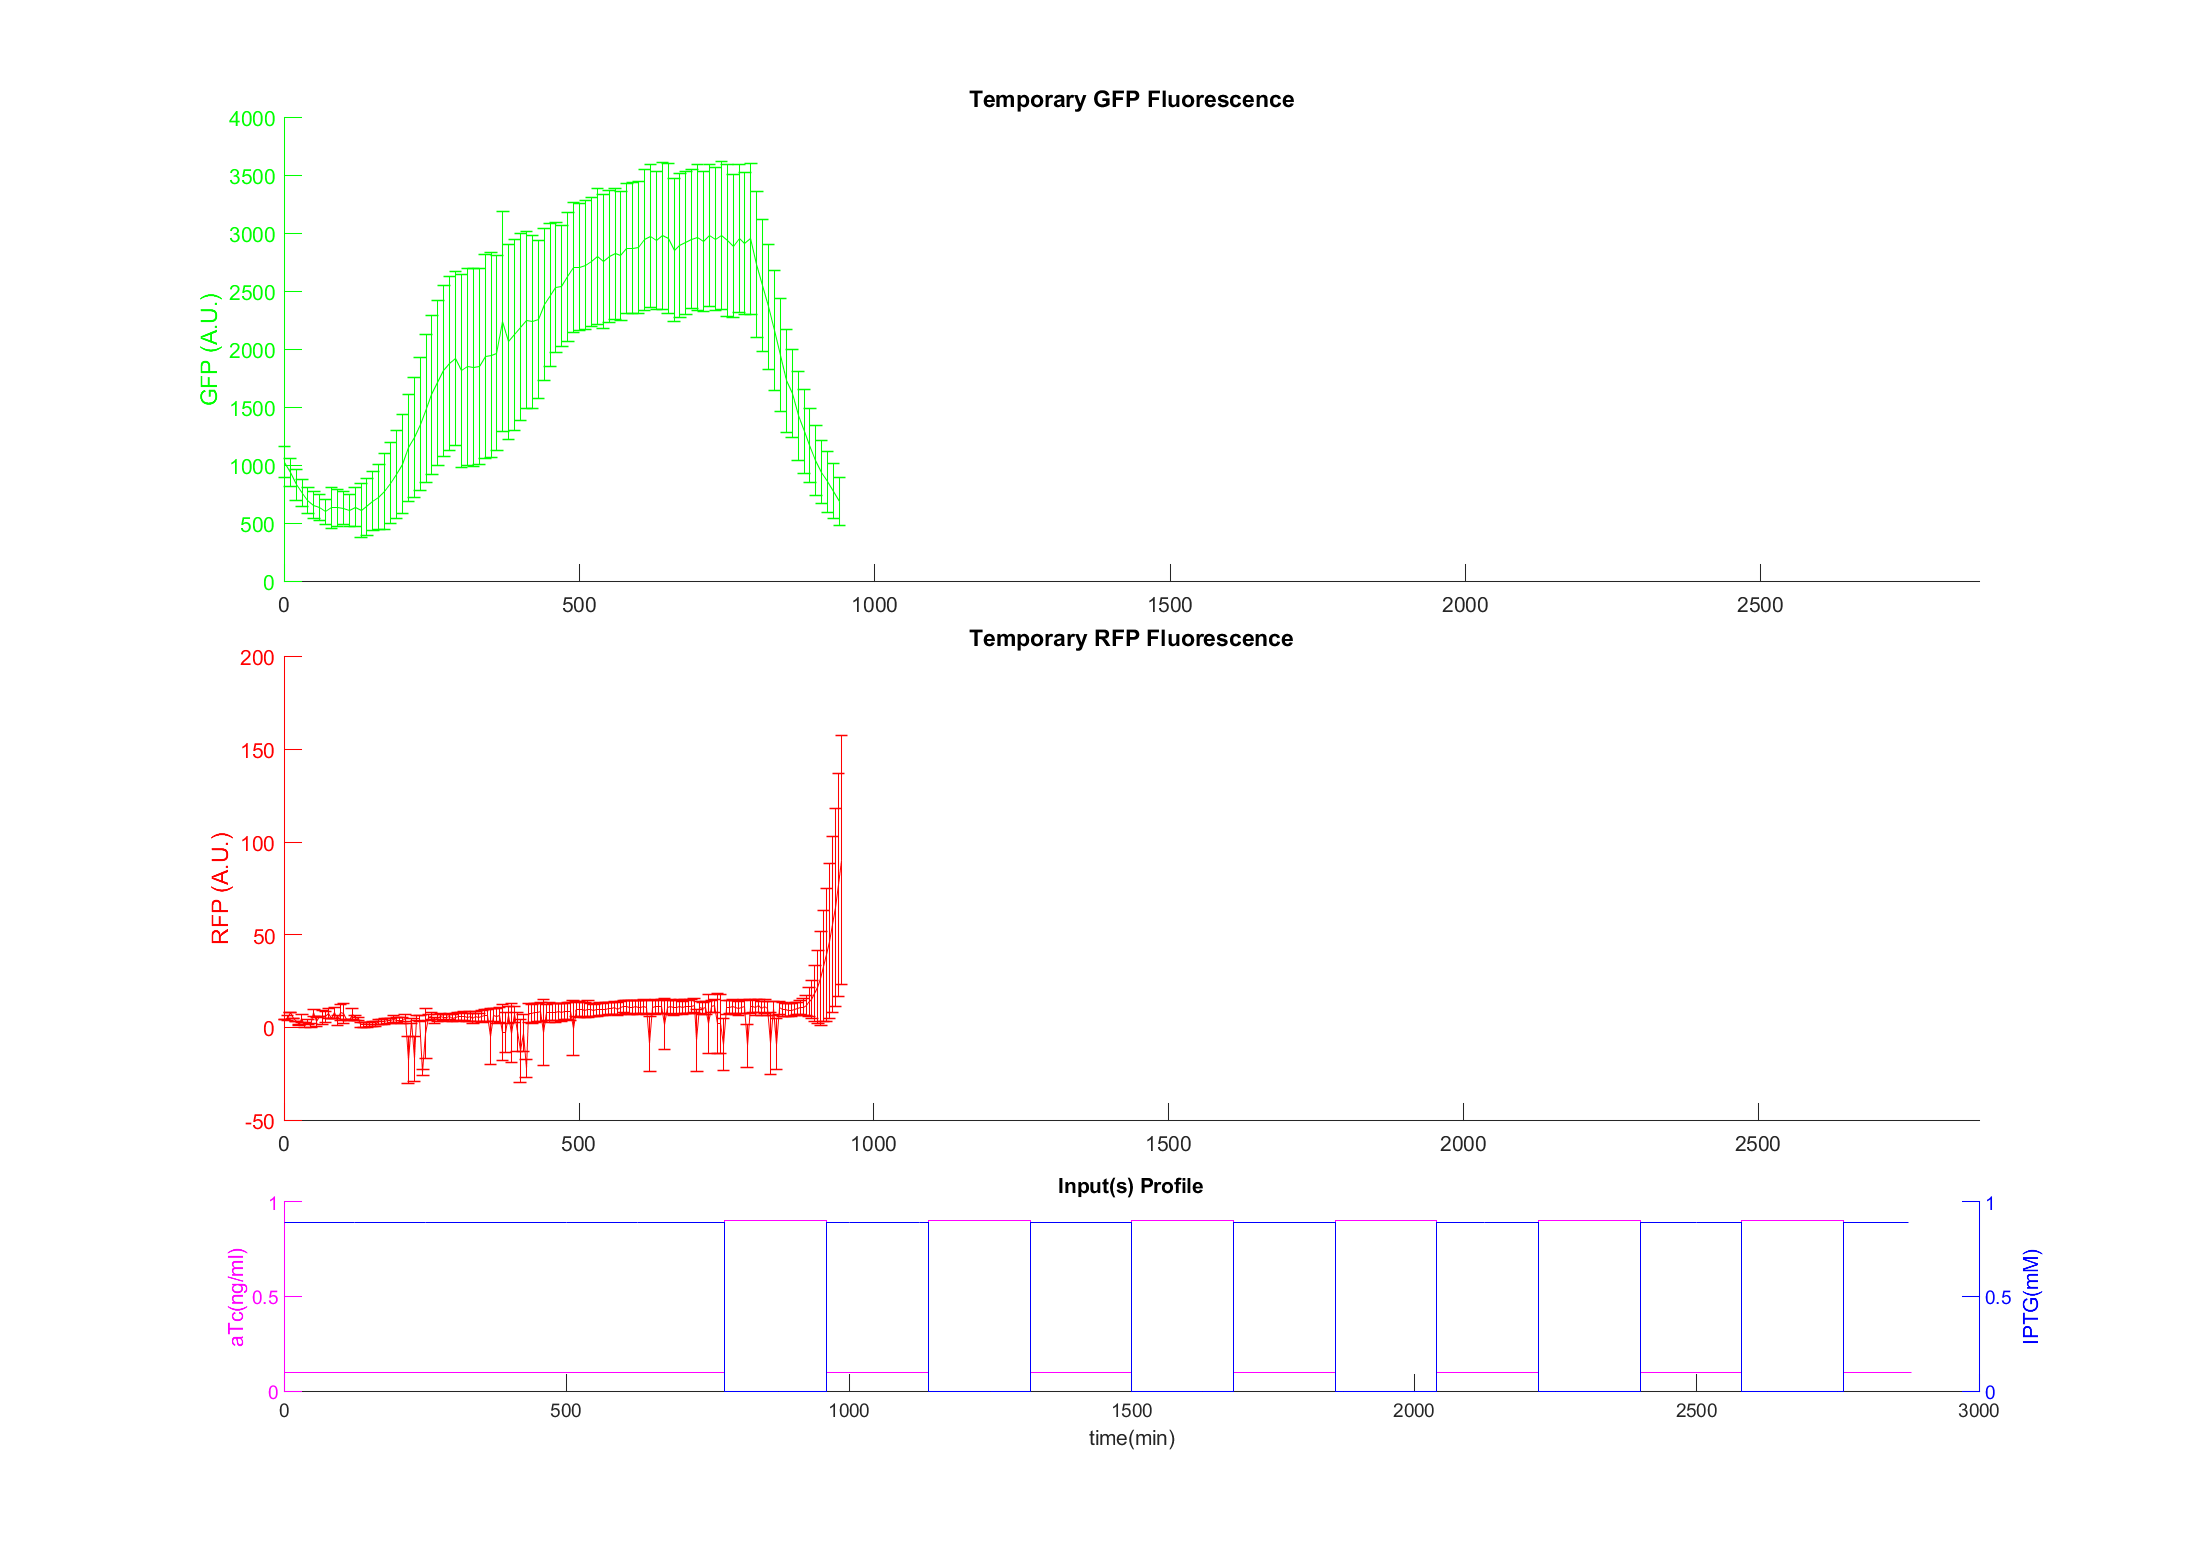 Temporary GFP Fluorescence
4000
3500
3000
2500
2000
1500
1000
500
0
GFP (A.U.)
0 500 1000 1500 2000 2500
Temporary RFP Fluorescence
200
150
100
50
0
-50
RFP (A.U.)
0 500 1000 1500 2000 2500
Input(s) Profile
1
0.5
0
aTc(ng/ml)
1
0.5
0
IPTG(mM)
0 500 1000 1500 2000 2500 3000
time(min)